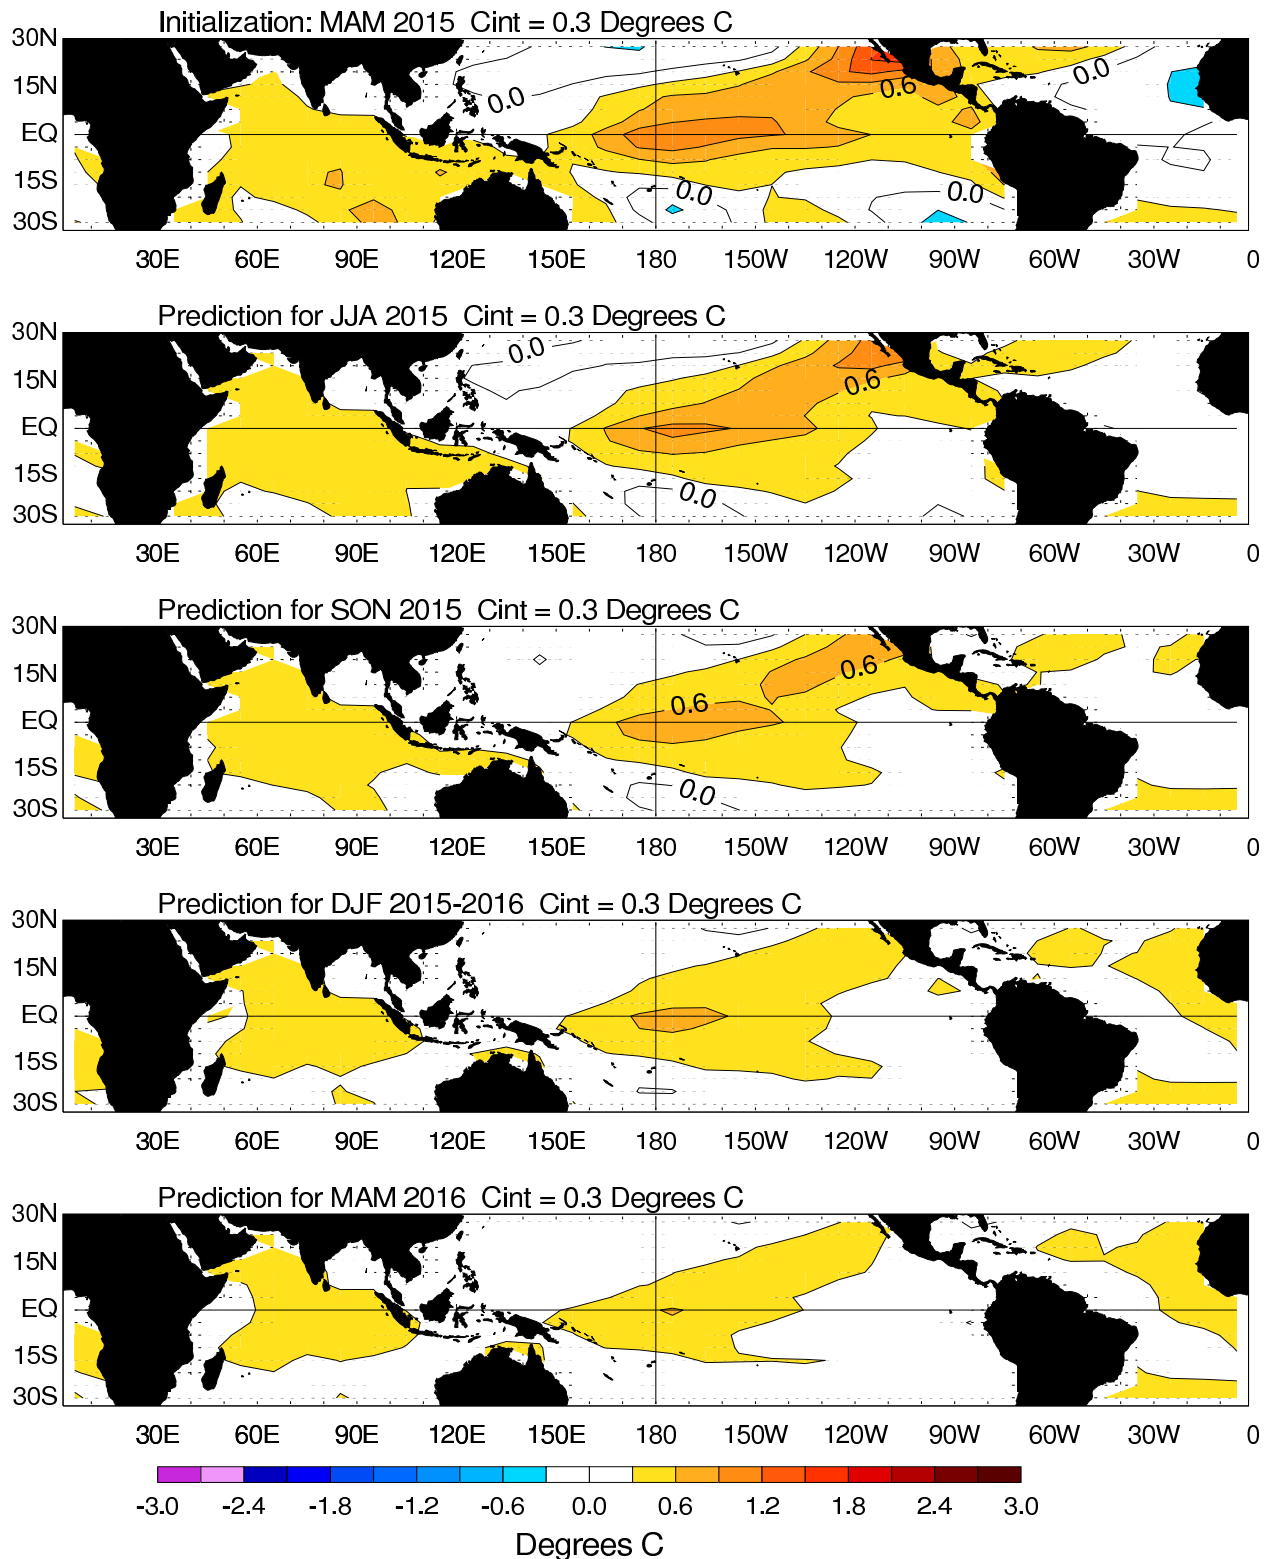 Initialization: MAM 2015  Cint = 0.3 Degrees C
30N
15N
EQ
15S
30S
0.0
0.6
0.0
0.0
0.0
30E 60E 90E 120E 150E 180 150W 120W 90W 60W 30W 0
Prediction for JJA 2015  Cint = 0.3 Degrees C
30N
15N
EQ
15S
30S
0.0
0.6
0.0
30E 60E 90E 120E 150E 180 150W 120W 90W 60W 30W 0
Prediction for SON 2015  Cint = 0.3 Degrees C
30N
15N
EQ
15S
30S
0.6
0.6
0.0
30E 60E 90E 120E 150E 180 150W 120W 90W 60W 30W 0
Prediction for DJF 2015-2016  Cint = 0.3 Degrees C
30N
15N
EQ
15S
30S
30E 60E 90E 120E 150E 180 150W 120W 90W 60W 30W 0
Prediction for MAM 2016  Cint = 0.3 Degrees C
30N
15N
EQ
15S
30S
30E 60E 90E 120E 150E 180 150W 120W 90W 60W 30W 0
-3.0 -2.4 -1.8 -1.2 -0.6 0.0 0.6 1.2 1.8 2.4 3.0
Degrees C